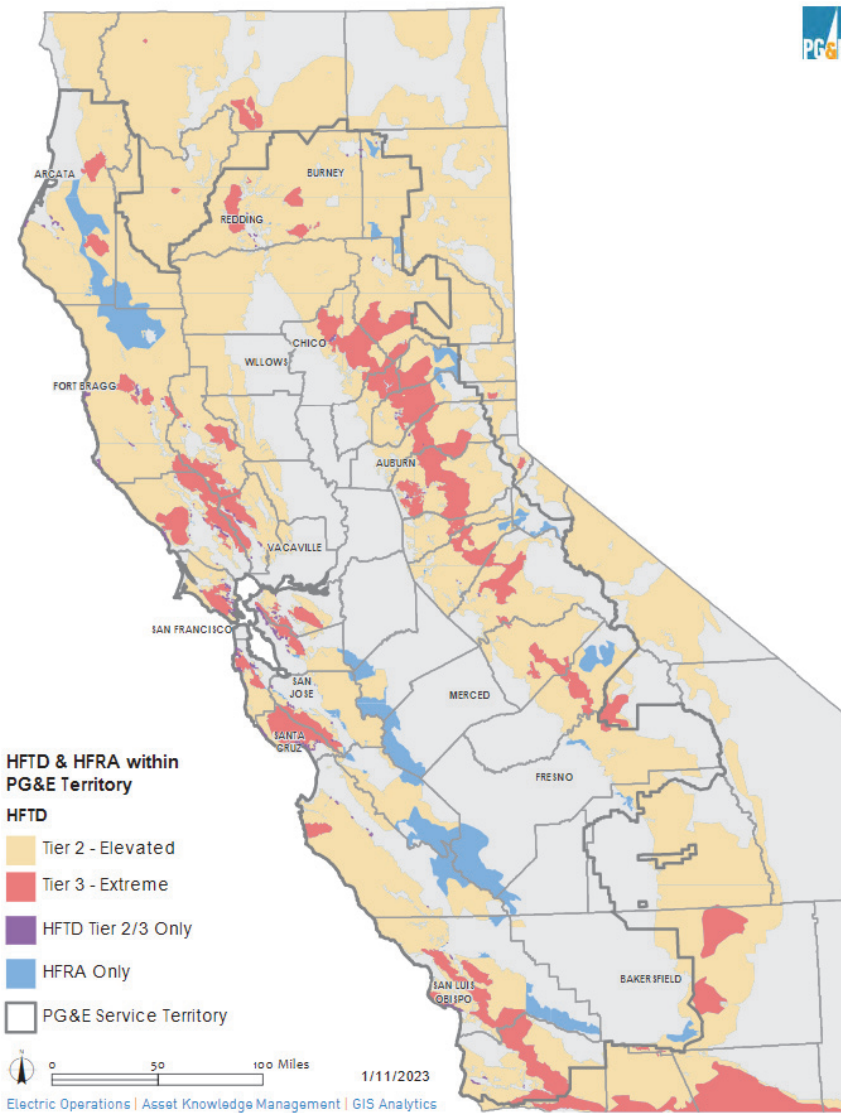 PG&E
ARCATA
BURNEY
REDDING
CHICO
WILLOWS
FORT BRAGG
AUBURN
VACAVILLE
SAN FRANCISCO
SAN JOSE
MERCED
SANTA CRUZ
FRESNO
SAN LUIS OBISPO
BAKERSFIELD
HFTD & HFRA within
PG&E Territory
HFTD
Tier 2 - Elevated
Tier 3 - Extreme
HFTD Tier 2/3 Only
HFRA Only
PG&E Service Territory
N
0 50 100 Miles
1/11/2023
Electric Operations | Asset Knowledge Management | GIS Analytics